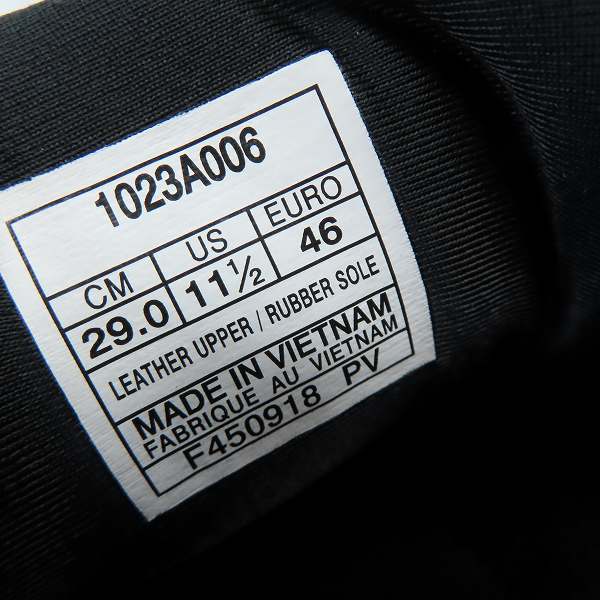 1023A006
CM US EURO
29.0 11½ 46
LEATHER UPPER / RUBBER SOLE
MADE IN VIETNAM
FABRIQUE AU VIETNAM
F450918 PV